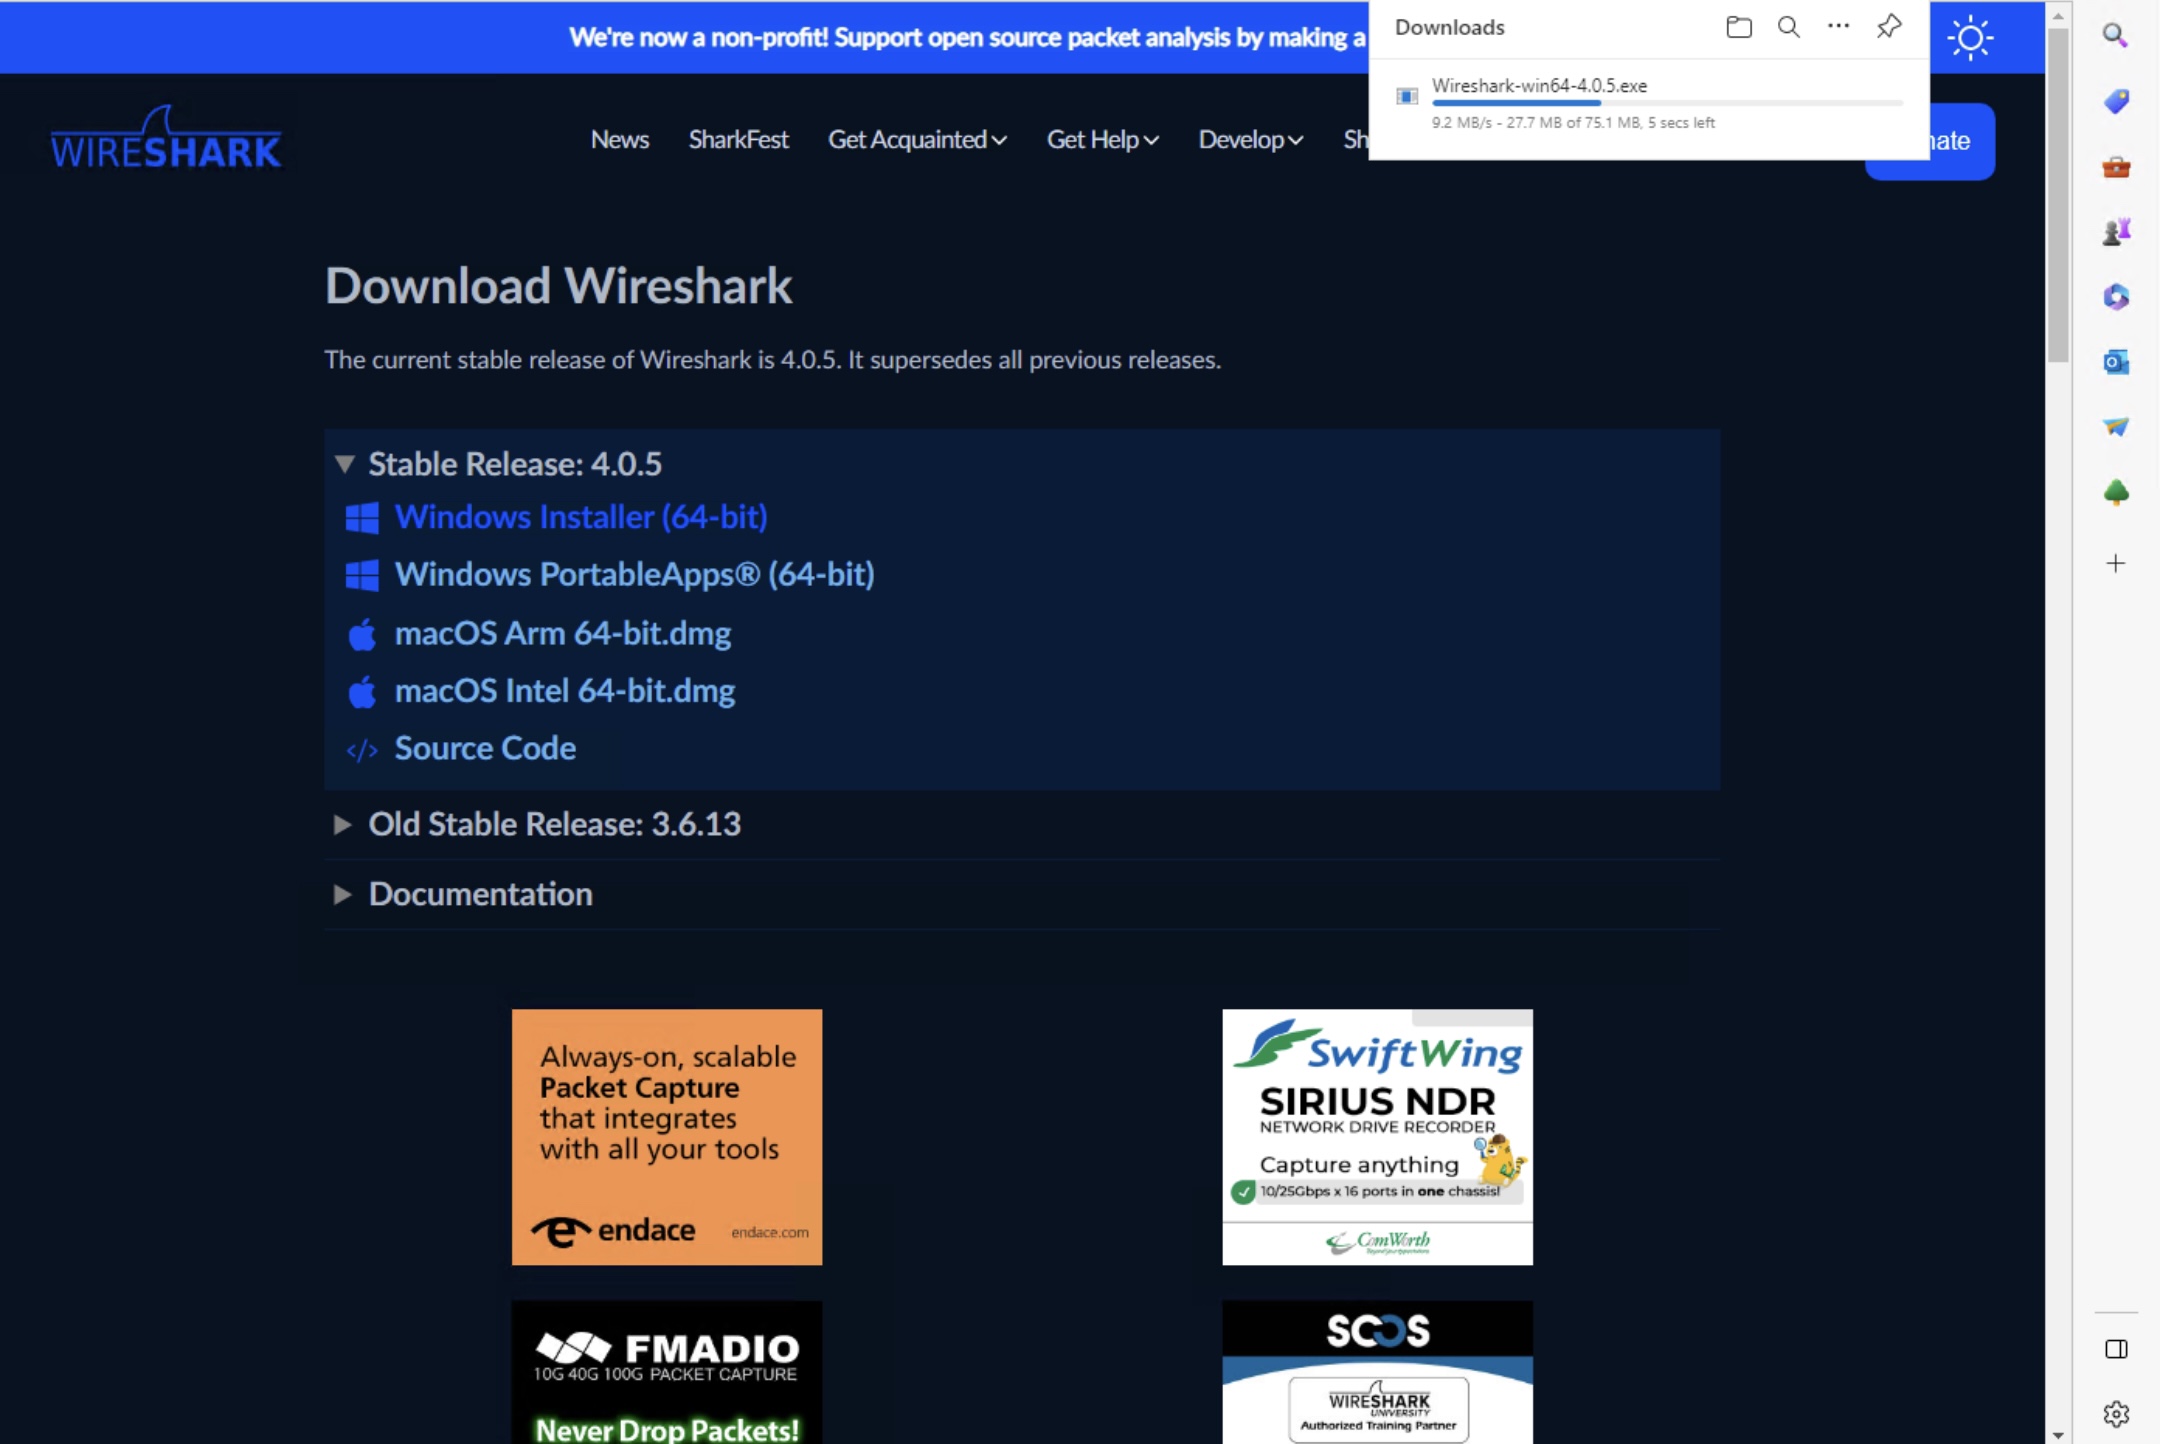 We're now a non-profit! Support open source packet analysis by making a
Downloads
Wireshark-win64-4.0.5.exe
9.2 MB/s - 27.7 MB of 75.1 MB, 5 secs left
WIRESHARK
News SharkFest Get Acquainted Get Help Develop Sh
ate
Download Wireshark
The current stable release of Wireshark is 4.0.5. It supersedes all previous releases.
Stable Release: 4.0.5
Windows Installer (64-bit)
Windows PortableApps® (64-bit)
macOS Arm 64-bit.dmg
macOS Intel 64-bit.dmg
</> Source Code
Old Stable Release: 3.6.13
Documentation
Always-on, scalable
Packet Capture
that integrates
with all your tools
endace endace.com
SwiftWing
SIRIUS NDR
NETWORK DRIVE RECORDER
Capture anything
10/25Gbps x 16 ports in one chassis!
ComWorth
FMADIO
10G 40G 100G PACKET CAPTURE
Never Drop Packets!
SCOS
WIRESHARK
UNIVERSITY
Authorized Training Partner